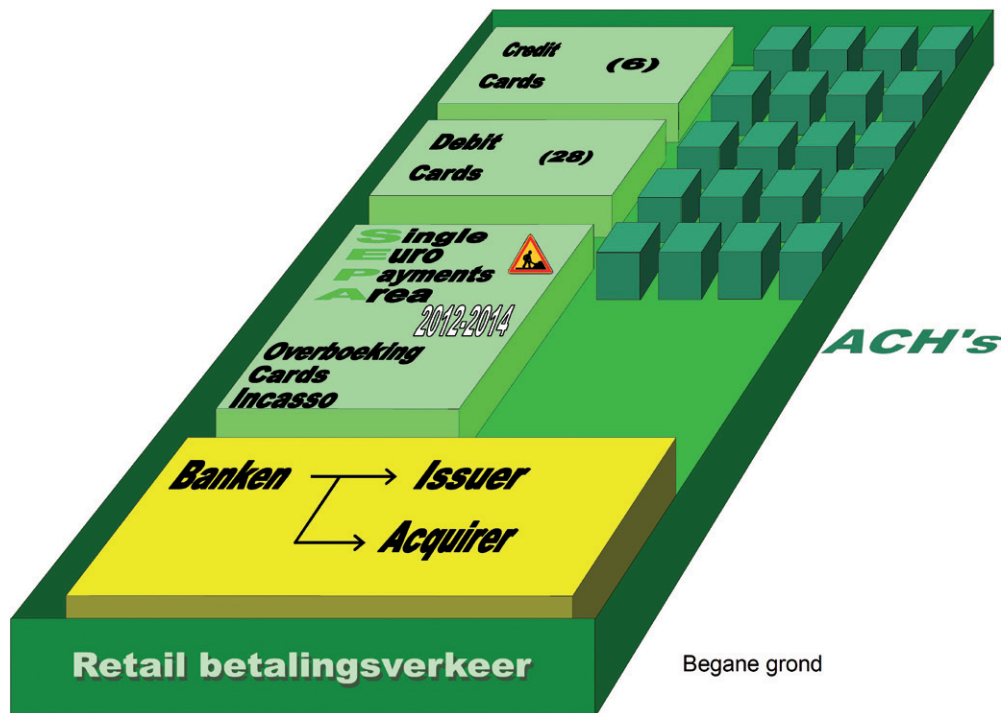 Credit (6)
Cards
Debit (28)
Cards
Single
Euro
Payments
Area
2012-2014
Overboeking
Cards
Incasso
ACH's
Banken Issuer
Acquirer
Retail betalingsverkeer
Begane grond